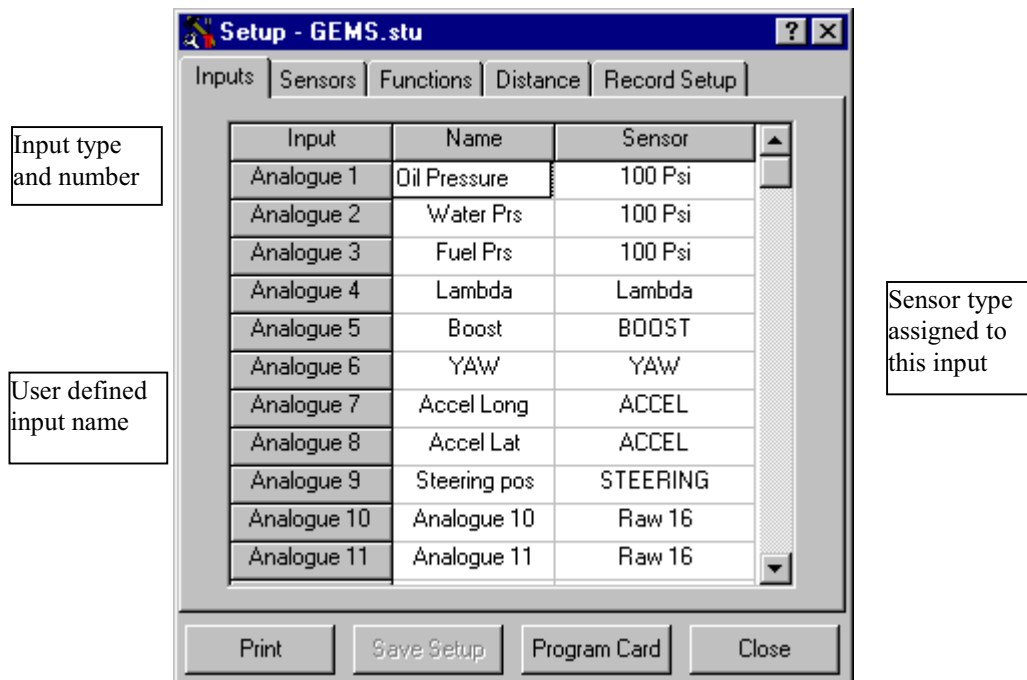 Setup - GEMS.stu
Inputs Sensors Functions Distance Record Setup
Input type
and number
Input Name Sensor
Analogue 1 Oil Pressure 100 Psi
Analogue 2 Water Prs 100 Psi
Analogue 3 Fuel Prs 100 Psi
Analogue 4 Lambda Lambda
Analogue 5 Boost BOOST
Analogue 6 YAW YAW
Analogue 7 Accel Long ACCEL
Analogue 8 Accel Lat ACCEL
Analogue 9 Steering pos STEERING
Analogue 10 Analogue 10 Raw 16
Analogue 11 Analogue 11 Raw 16
Sensor type
assigned to
this input
User defined
input name
Print Save Setup Program Card Close